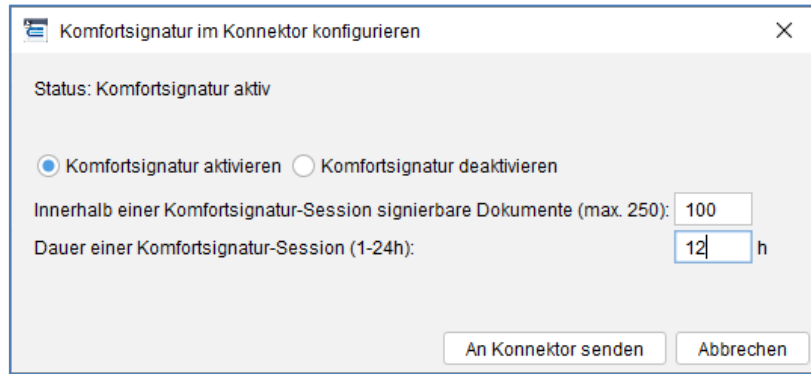 Komfortsignatur im Konnektor konfigurieren
Status: Komfortsignatur aktiv
Komfortsignatur aktivieren Komfortsignatur deaktivieren
Innerhalb einer Komfortsignatur-Session signierbare Dokumente (max. 250): 100
Dauer einer Komfortsignatur-Session (1-24h): 12 h
An Konnektor senden Abbrechen